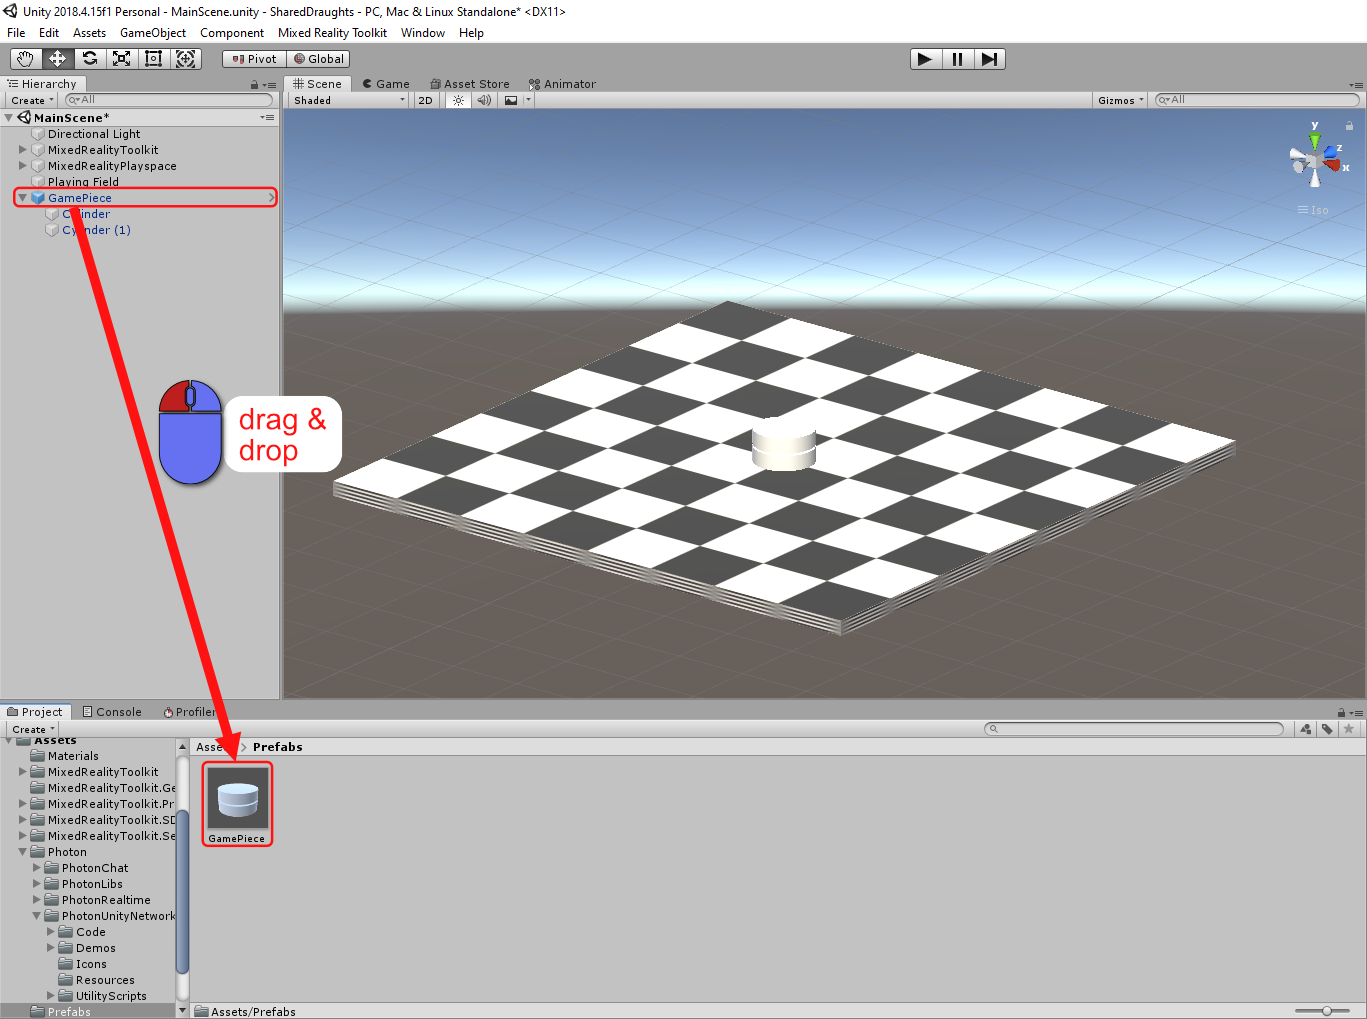 Unity 2018.4.15f1 Personal - MainScene.unity - SharedDraughts - PC, Mac & Linux Standalone* <DX11>
File Edit Assets GameObject Component Mixed Reality Toolkit Window Help
Pivot Global
Hierarchy
Create All
MainScene*
Directional Light
MixedRealityToolkit
MixedRealityPlayspace
Playing Field
GamePiece
Cylinder
Cylinder (1)
Scene Game Asset Store Animator
Shaded 2D Gizmos All
y
z
x
Iso
drag &
drop
Project Console Profiler
Create
Assets
Materials
MixedRealityToolkit
MixedRealityToolkit.Ge
MixedRealityToolkit.Pr
MixedRealityToolkit.SD
MixedRealityToolkit.Se
Photon
PhotonChat
PhotonLibs
PhotonRealtime
PhotonUnityNetwork
Code
Demos
Icons
Resources
UtilityScripts
Prefabs
Assets > Prefabs
GamePiece
Assets/Prefabs